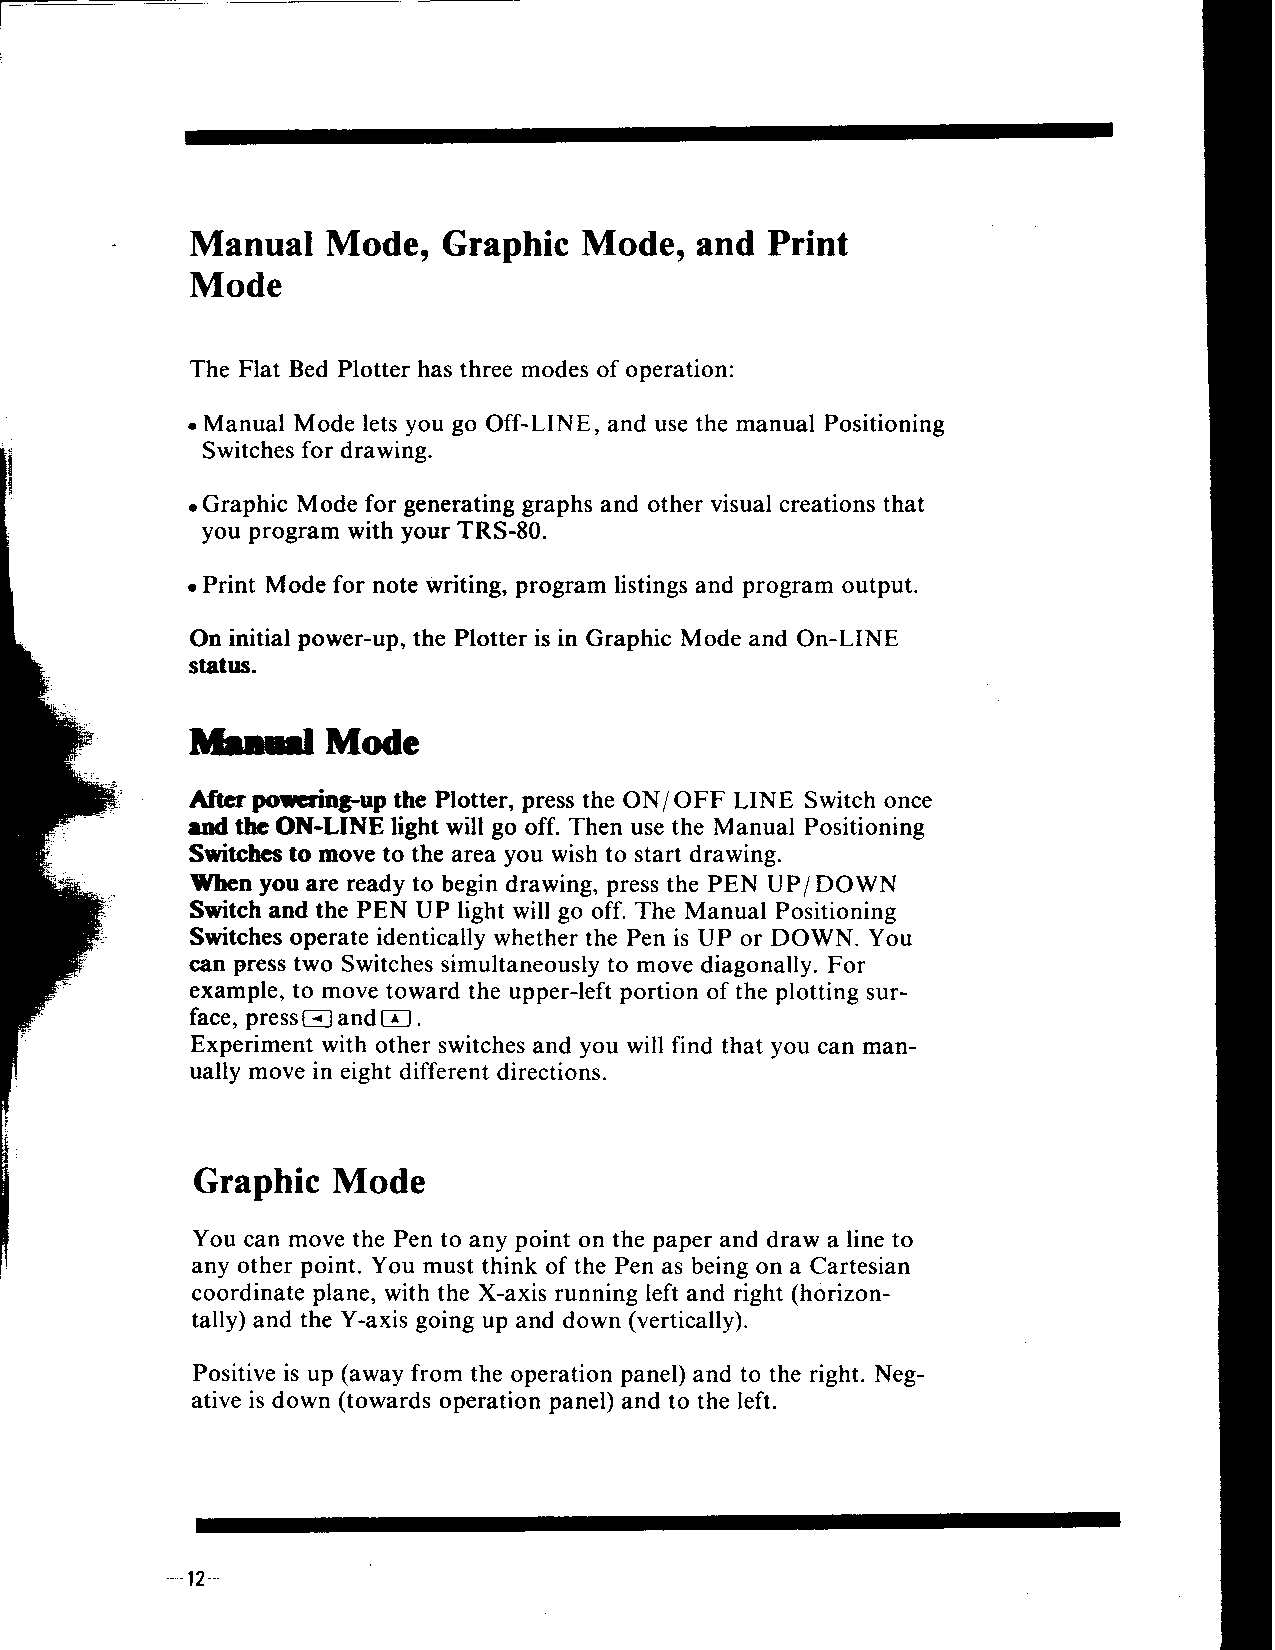 Manual Mode, Graphic Mode, and Print
Mode
The Flat Bed Plotter has three modes of operation:
• Manual Mode lets you go Off-LINE, and use the manual Positioning
Switches for drawing.
• Graphic Mode for generating graphs and other visual creations that
you program with your TRS-80.
• Print Mode for note writing, program listings and program output.
On initial power-up, the Plotter is in Graphic Mode and On-LINE
status.
Manual Mode
After powering-up the Plotter, press the ON/OFF LINE Switch once
and the ON-LINE light will go off. Then use the Manual Positioning
Switches to move to the area you wish to start drawing.
When you are ready to begin drawing, press the PEN UP/DOWN
Switch and the PEN UP light will go off. The Manual Positioning
Switches operate identically whether the Pen is UP or DOWN. You
can press two Switches simultaneously to move diagonally. For
example, to move toward the upper-left portion of the plotting sur-
face, press ◄ and ▲ .
Experiment with other switches and you will find that you can man-
ually move in eight different directions.
Graphic Mode
You can move the Pen to any point on the paper and draw a line to
any other point. You must think of the Pen as being on a Cartesian
coordinate plane, with the X-axis running left and right (horizon-
tally) and the Y-axis going up and down (vertically).
Positive is up (away from the operation panel) and to the right. Neg-
ative is down (towards operation panel) and to the left.
—12—